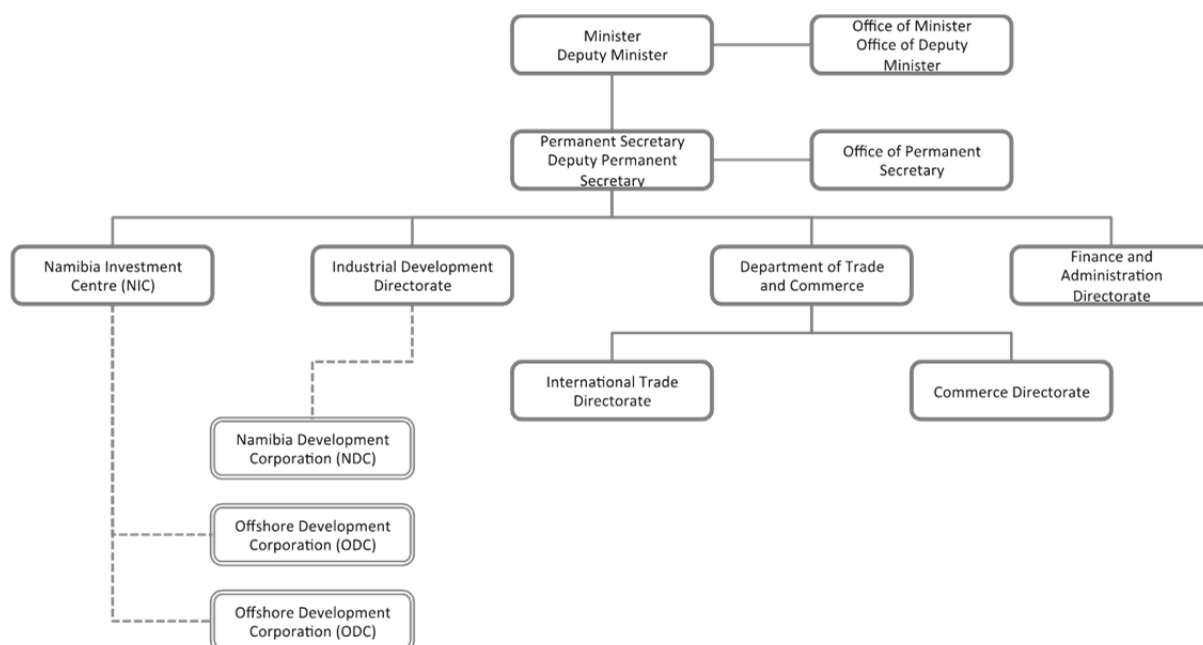 Minister
Deputy Minister
Office of Minister
Office of Deputy
Minister
Permanent Secretary
Deputy Permanent
Secretary
Office of Permanent
Secretary
Namibia Investment
Centre (NIC)
Industrial Development
Directorate
Department of Trade
and Commerce
Finance and
Administration
Directorate
International Trade
Directorate
Commerce Directorate
Namibia Development
Corporation (NDC)
Offshore Development
Corporation (ODC)
Offshore Development
Corporation (ODC)